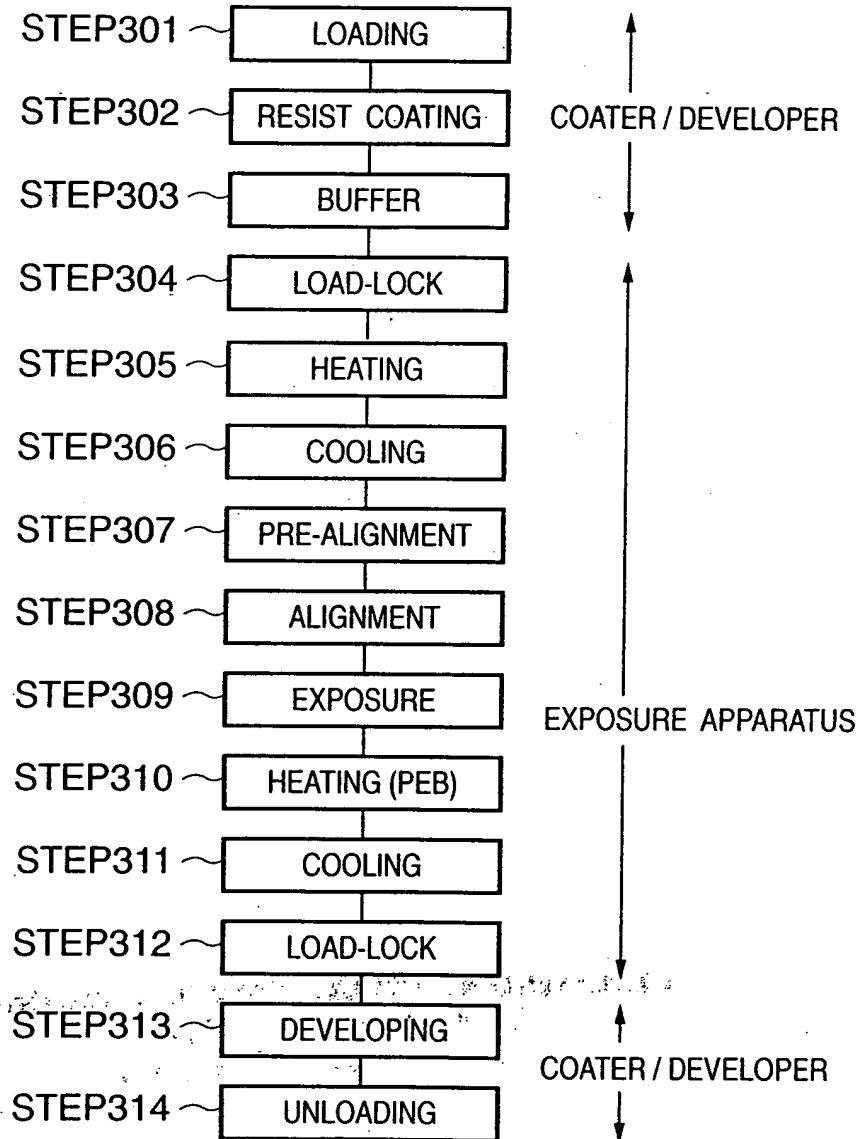 STEP301 LOADING
STEP302 RESIST COATING
COATER / DEVELOPER
STEP303 BUFFER
STEP304 LOAD-LOCK
STEP305 HEATING
STEP306 COOLING
STEP307 PRE-ALIGNMENT
STEP308 ALIGNMENT
STEP309 EXPOSURE
EXPOSURE APPARATUS
STEP310 HEATING (PEB)
STEP311 COOLING
STEP312 LOAD-LOCK
STEP313 DEVELOPING
COATER / DEVELOPER
STEP314 UNLOADING